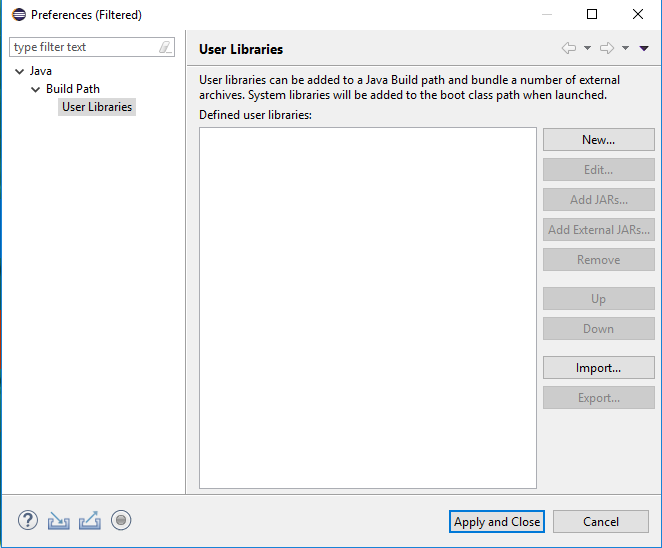 Preferences (Filtered)
type filter text
Java
Build Path
User Libraries
User Libraries
User libraries can be added to a Java Build path and bundle a number of external
archives. System libraries will be added to the boot class path when launched.
Defined user libraries:
New...
Edit...
Add JARs...
Add External JARs...
Remove
Up
Down
Import...
Export...
?
Apply and Close
Cancel